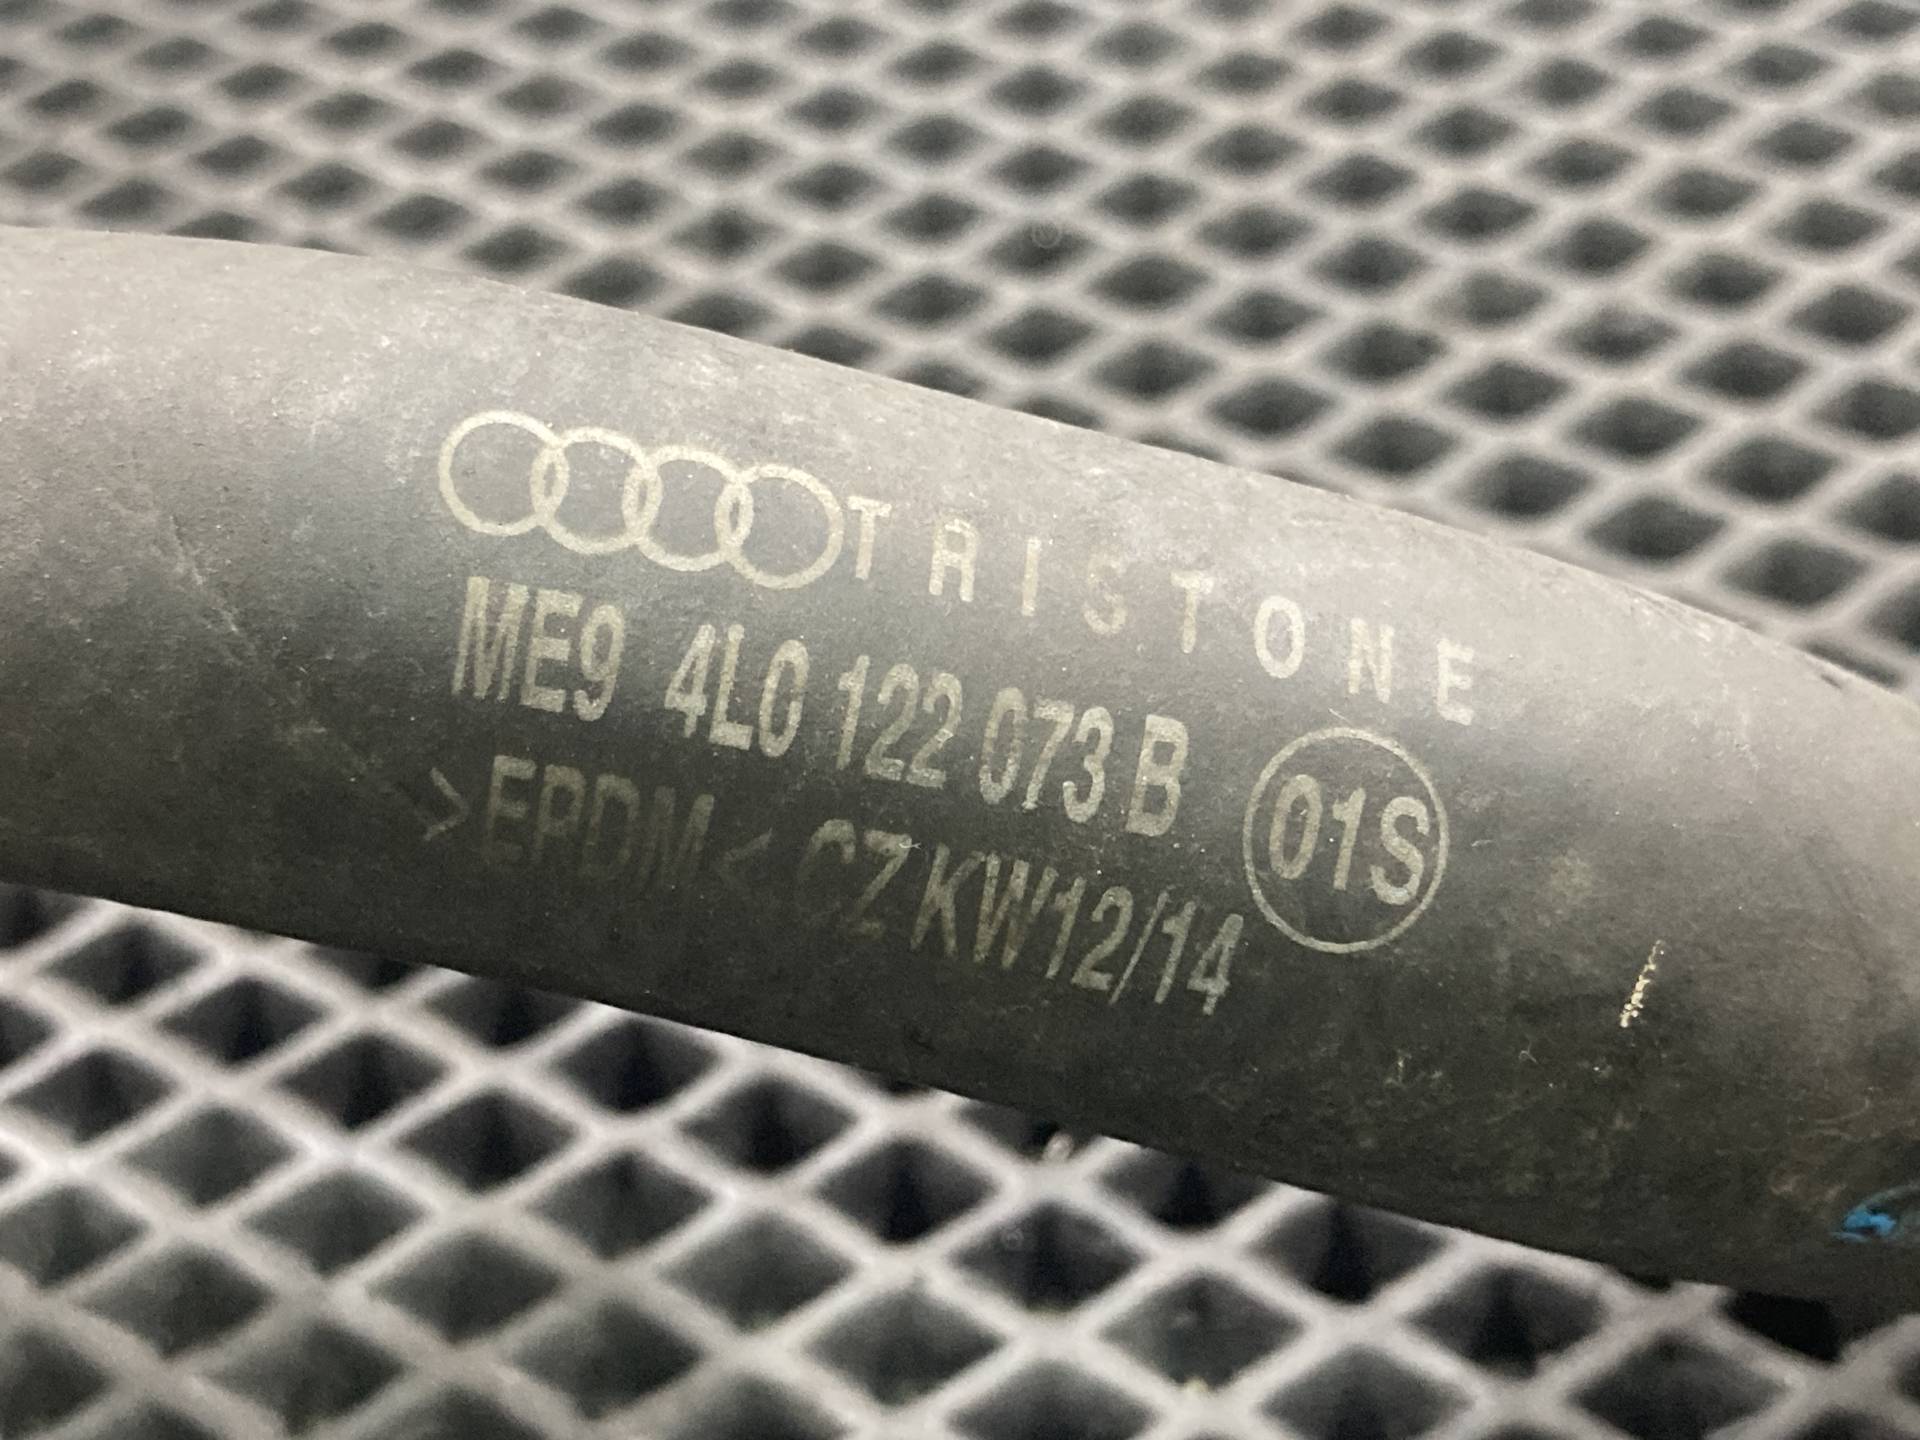 TRISTONE
ME9 4L0 122 073 B 01S
>EPDM< CZ KW12/14